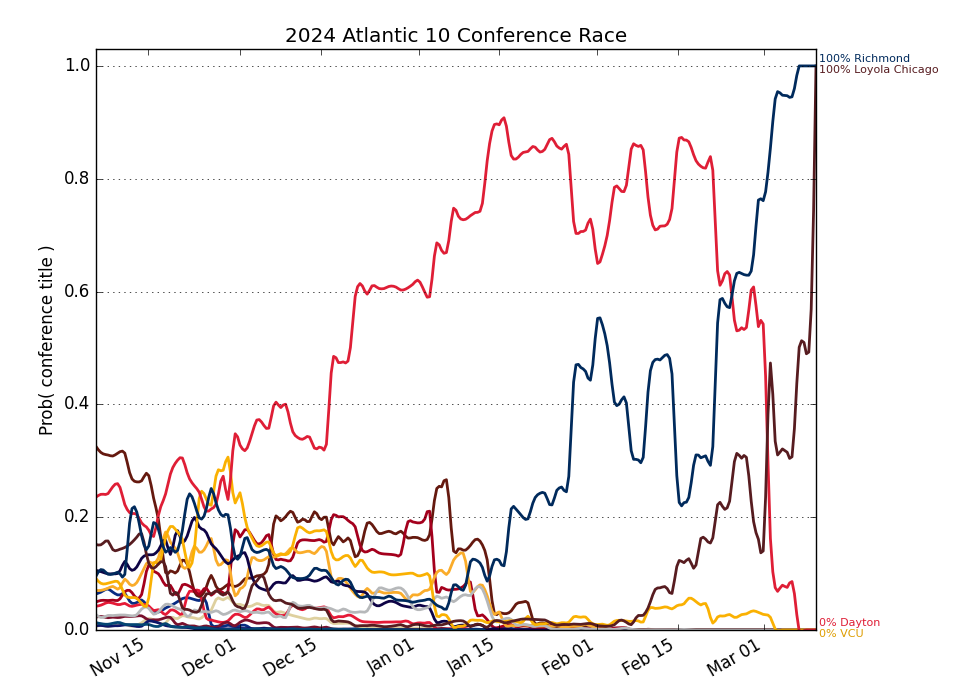 2024 Atlantic 10 Conference Race
Prob( conference title )
1.0
0.8
0.6
0.4
0.2
0.0
Nov 15
Dec 01
Dec 15
Jan 01
Jan 15
Feb 01
Feb 15
Mar 01
100% Richmond
100% Loyola Chicago
0% Dayton
0% VCU